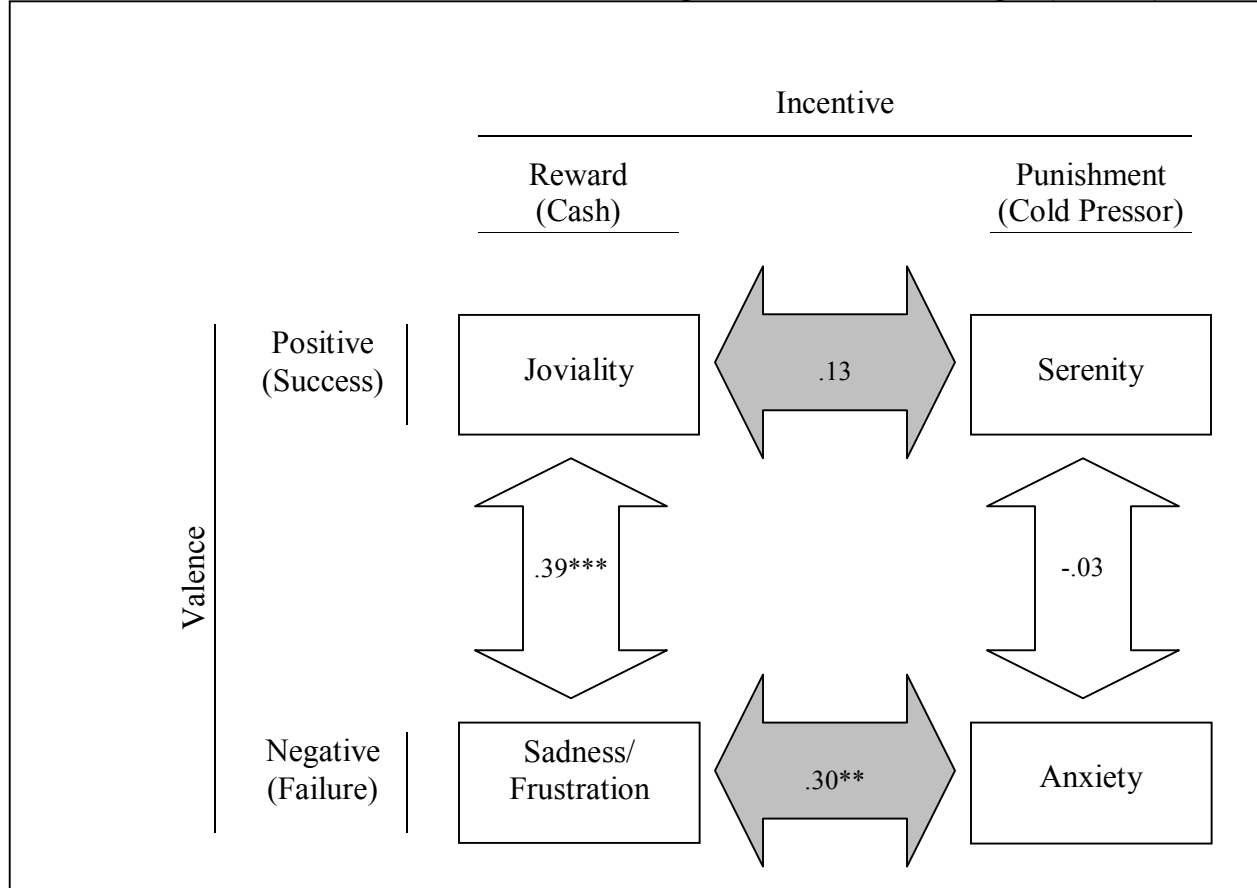 Incentive
Reward
(Cash)
Punishment
(Cold Pressor)
Positive
(Success)
Joviality
.13
Serenity
Valence
.39***
-.03
Negative
(Failure)
Sadness/
Frustration
.30**
Anxiety